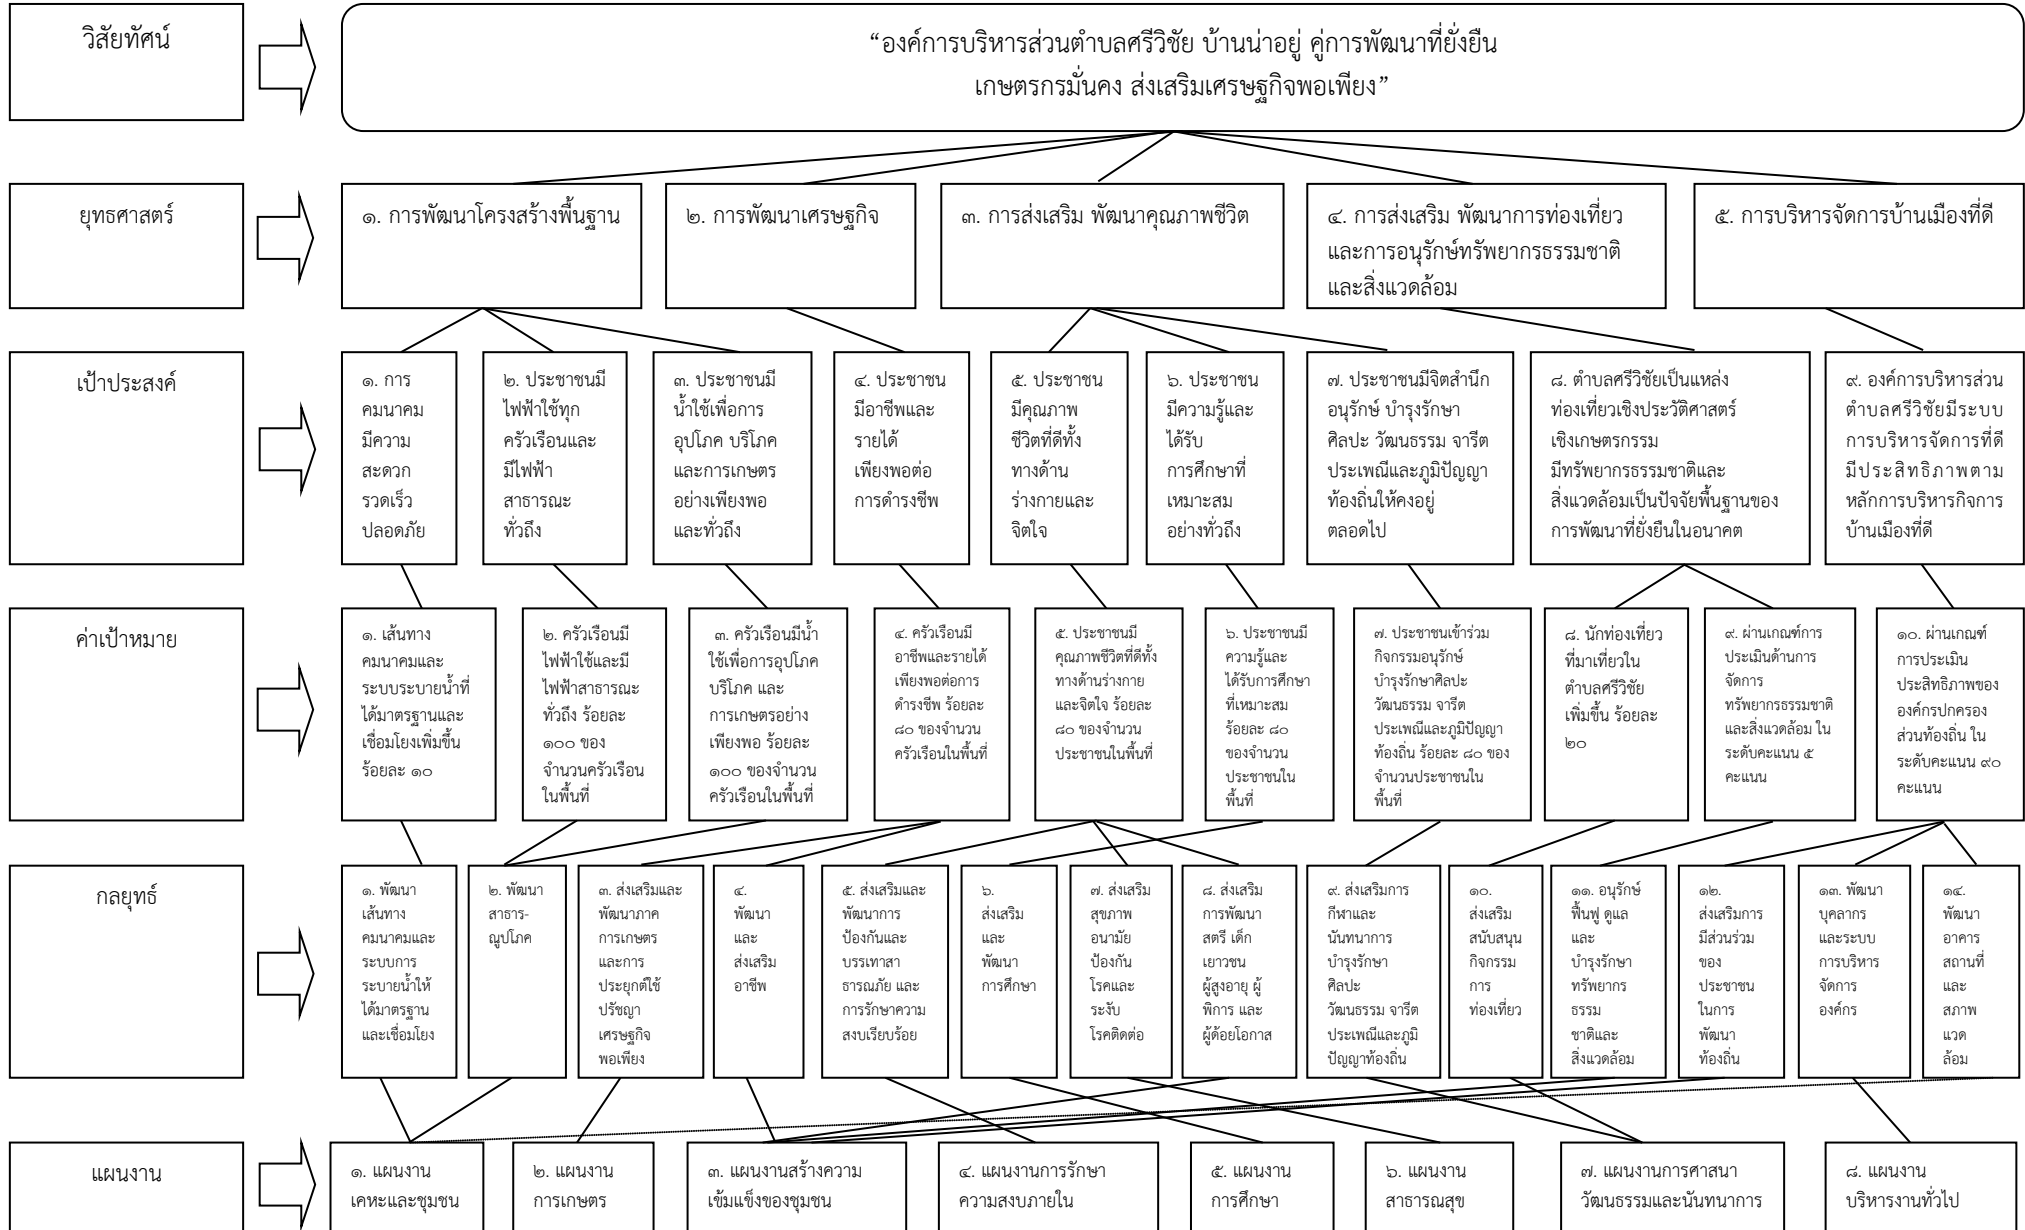 วิสัยทัศน์
“องค์การบริหารส่วนตำบลศรีวิชัย บ้านน่าอยู่ คู่การพัฒนาที่ยั่งยืน
เกษตรกรมั่นคง ส่งเสริมเศรษฐกิจพอเพียง”
ยุทธศาสตร์
๑. การพัฒนาโครงสร้างพื้นฐาน
๒. การพัฒนาเศรษฐกิจ
๓. การส่งเสริม พัฒนาคุณภาพชีวิต
๔. การส่งเสริม พัฒนาการท่องเที่ยว
และการอนุรักษ์ทรัพยากรธรรมชาติ
และสิ่งแวดล้อม
๕. การบริหารจัดการบ้านเมืองที่ดี
เป้าประสงค์
๑. การ
คมนาคม
มีความ
สะดวก
รวดเร็ว
ปลอดภัย
๒. ประชาชนมี
ไฟฟ้าใช้ทุก
ครัวเรือนและ
มีไฟฟ้า
สาธารณะ
ทั่วถึง
๓. ประชาชนมี
น้ำใช้เพื่อการ
อุปโภค บริโภค
และการเกษตร
อย่างเพียงพอ
และทั่วถึง
๔. ประชาชน
มีอาชีพและ
รายได้
เพียงพอต่อ
การดำรงชีพ
๕. ประชาชน
มีคุณภาพ
ชีวิตที่ดีทั้ง
ทางด้าน
ร่างกายและ
จิตใจ
๖. ประชาชน
มีความรู้และ
ได้รับ
การศึกษาที่
เหมาะสม
อย่างทั่วถึง
๗. ประชาชนมีจิตสำนึก
อนุรักษ์ บำรุงรักษา
ศิลปะ วัฒนธรรม จารีต
ประเพณีและภูมิปัญญา
ท้องถิ่นให้คงอยู่
ตลอดไป
๘. ตำบลศรีวิชัยเป็นแหล่ง
ท่องเที่ยวเชิงประวัติศาสตร์
เชิงเกษตรกรรม
มีทรัพยากรธรรมชาติและ
สิ่งแวดล้อมเป็นปัจจัยพื้นฐานของ
การพัฒนาที่ยั่งยืนในอนาคต
๙. องค์การบริหารส่วน
ตำบลศรีวิชัยมีระบบ
การบริหารจัดการที่ดี
มีประสิทธิภาพตาม
หลักการบริหารกิจการ
บ้านเมืองที่ดี
ค่าเป้าหมาย
๑. เส้นทาง
คมนาคมและ
ระบบระบายน้ำที่
ได้มาตรฐานและ
เชื่อมโยงเพิ่มขึ้น
ร้อยละ ๑๐
๒. ครัวเรือนมี
ไฟฟ้าใช้และมี
ไฟฟ้าสาธารณะ
ทั่วถึง ร้อยละ
๑๐๐ ของ
จำนวนครัวเรือน
ในพื้นที่
๓. ครัวเรือนมีน้ำ
ใช้เพื่อการอุปโภค
บริโภค และ
การเกษตรอย่าง
เพียงพอ ร้อยละ
๑๐๐ ของจำนวน
ครัวเรือนในพื้นที่
๔. ครัวเรือนมี
อาชีพและรายได้
เพียงพอต่อการ
ดำรงชีพ ร้อยละ
๘๐ ของจำนวน
ครัวเรือนในพื้นที่
๕. ประชาชนมี
คุณภาพชีวิตที่ดีทั้ง
ทางด้านร่างกาย
และจิตใจ ร้อยละ
๘๐ ของจำนวน
ประชาชนในพื้นที่
๖. ประชาชนมี
ความรู้และ
ได้รับการศึกษา
ที่เหมาะสม
ร้อยละ ๘๐
ของจำนวน
ประชาชนใน
พื้นที่
๗. ประชาชนเข้าร่วม
กิจกรรมอนุรักษ์
บำรุงรักษาศิลปะ
วัฒนธรรม จารีต
ประเพณีและภูมิปัญญา
ท้องถิ่น ร้อยละ ๘๐ ของ
จำนวนประชาชนใน
พื้นที่
๘. นักท่องเที่ยว
ที่มาเที่ยวใน
ตำบลศรีวิชัย
เพิ่มขึ้น ร้อยละ
๒๐
๙. ผ่านเกณฑ์การ
ประเมินด้านการ
จัดการ
ทรัพยากรธรรมชาติ
และสิ่งแวดล้อม ใน
ระดับคะแนน ๕
คะแนน
๑๐. ผ่านเกณฑ์
การประเมิน
ประสิทธิภาพของ
องค์กรปกครอง
ส่วนท้องถิ่น ใน
ระดับคะแนน ๙๐
คะแนน
กลยุทธ์
๑. พัฒนา
เส้นทาง
คมนาคมและ
ระบบการ
ระบายน้ำให้
ได้มาตรฐาน
และเชื่อมโยง
๒. พัฒนา
สาธาร-
ณูปโภค
๓. ส่งเสริมและ
พัฒนาภาค
การเกษตร
และการ
ประยุกต์ใช้
ปรัชญา
เศรษฐกิจ
พอเพียง
๔.
พัฒนา
และ
ส่งเสริม
อาชีพ
๕. ส่งเสริมและ
พัฒนาการ
ป้องกันและ
บรรเทาสา
ธารณภัย และ
การรักษาความ
สงบเรียบร้อย
๖.
ส่งเสริม
และ
พัฒนา
การศึกษา
๗. ส่งเสริม
สุขภาพ
อนามัย
ป้องกัน
โรคและ
ระงับ
โรคติดต่อ
๘. ส่งเสริม
การพัฒนา
สตรี เด็ก
เยาวชน
ผู้สูงอายุ ผู้
พิการ และ
ผู้ด้อยโอกาส
๙. ส่งเสริมการ
กีฬาและ
นันทนาการ
บำรุงรักษา
ศิลปะ
วัฒนธรรม จารีต
ประเพณีและภูมิ
ปัญญาท้องถิ่น
๑๐.
ส่งเสริม
สนับสนุน
กิจกรรม
การ
ท่องเที่ยว
๑๑. อนุรักษ์
ฟื้นฟู ดูแล
และ
บำรุงรักษา
ทรัพยากร
ธรรม
ชาติและ
สิ่งแวดล้อม
๑๒.
ส่งเสริมการ
มีส่วนร่วม
ของ
ประชาชน
ในการ
พัฒนา
ท้องถิ่น
๑๓. พัฒนา
บุคลากร
และระบบ
การบริหาร
จัดการ
องค์กร
๑๔.
พัฒนา
อาคาร
สถานที่
และ
สภาพ
แวด
ล้อม
แผนงาน
๑. แผนงาน
เคหะและชุมชน
๒. แผนงาน
การเกษตร
๓. แผนงานสร้างความ
เข้มแข็งของชุมชน
๔. แผนงานการรักษา
ความสงบภายใน
๕. แผนงาน
การศึกษา
๖. แผนงาน
สาธารณสุข
๗. แผนงานการศาสนา
วัฒนธรรมและนันทนาการ
๘. แผนงาน
บริหารงานทั่วไป